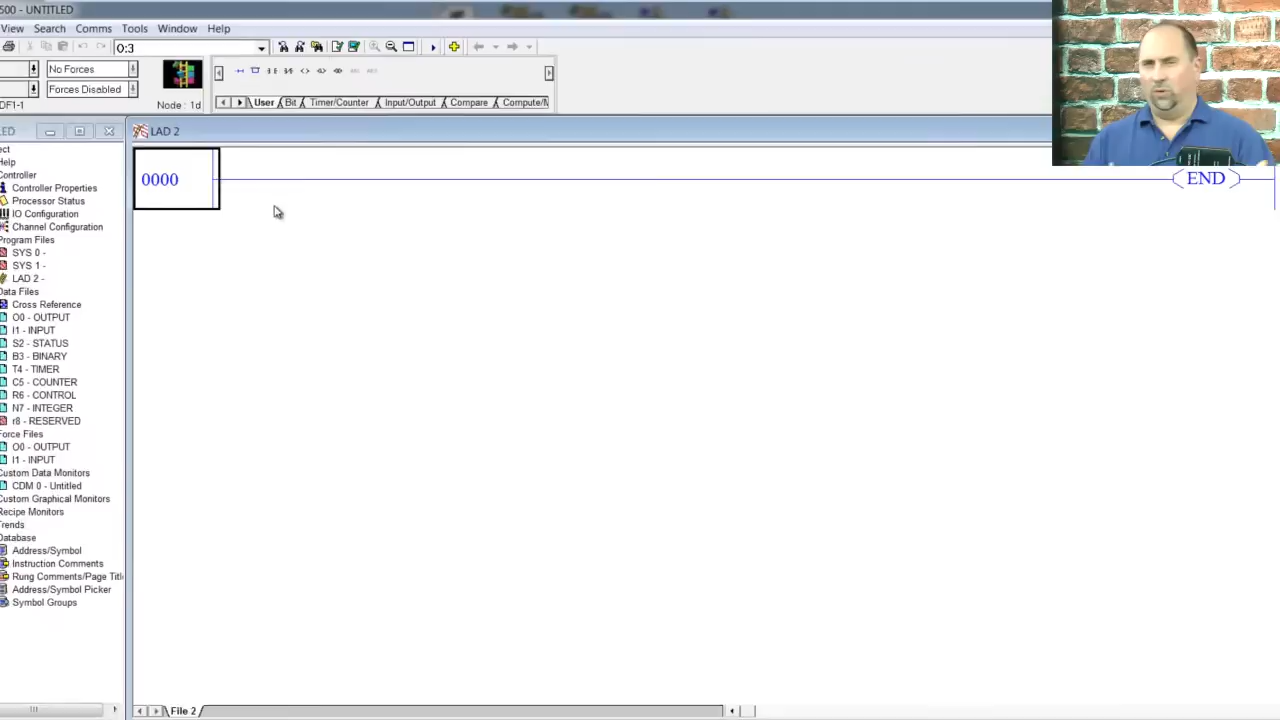 500 - UNTITLED
View Search Comms Tools Window Help
O:3
No Forces
Forces Disabled
DF1-1
Node : 1d
User Bit Timer/Counter Input/Output Compare Compute/M
LED
LAD 2
ect
Help
Controller
Controller Properties
Processor Status
IO Configuration
Channel Configuration
Program Files
SYS 0 -
SYS 1 -
LAD 2 -
Data Files
Cross Reference
O0 - OUTPUT
I1 - INPUT
S2 - STATUS
B3 - BINARY
T4 - TIMER
C5 - COUNTER
R6 - CONTROL
N7 - INTEGER
r8 - RESERVED
Force Files
O0 - OUTPUT
I1 - INPUT
Custom Data Monitors
CDM 0 - Untitled
Custom Graphical Monitors
Recipe Monitors
Trends
Database
Address/Symbol
Instruction Comments
Rung Comments/Page Titl
Address/Symbol Picker
Symbol Groups
0000
END
File 2